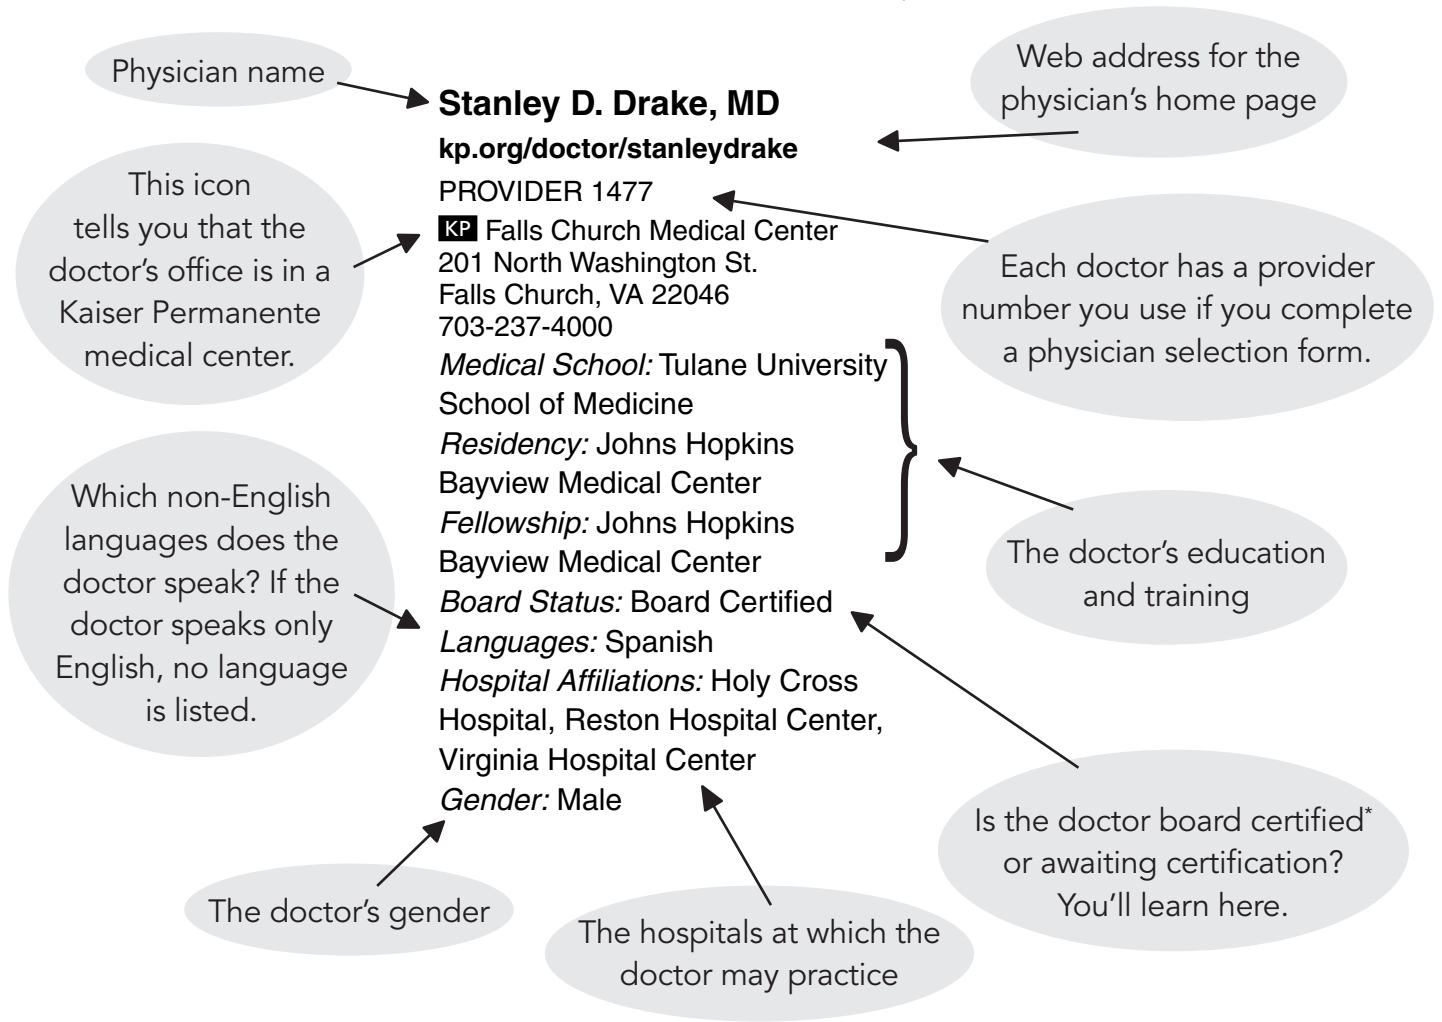 Physician name
Web address for the
physician's home page
Stanley D. Drake, MD
kp.org/doctor/stanleydrake
PROVIDER 1477
KP Falls Church Medical Center
201 North Washington St.
Falls Church, VA 22046
703-237-4000
Medical School: Tulane University
School of Medicine
Residency: Johns Hopkins
Bayview Medical Center
Fellowship: Johns Hopkins
Bayview Medical Center
Board Status: Board Certified
Languages: Spanish
Hospital Affiliations: Holy Cross
Hospital, Reston Hospital Center,
Virginia Hospital Center
Gender: Male
This icon
tells you that the
doctor's office is in a
Kaiser Permanente
medical center.
Each doctor has a provider
number you use if you complete
a physician selection form.
Which non-English
languages does the
doctor speak? If the
doctor speaks only
English, no language
is listed.
The doctor's education
and training
Is the doctor board certified*
or awaiting certification?
You'll learn here.
The doctor's gender
The hospitals at which the
doctor may practice